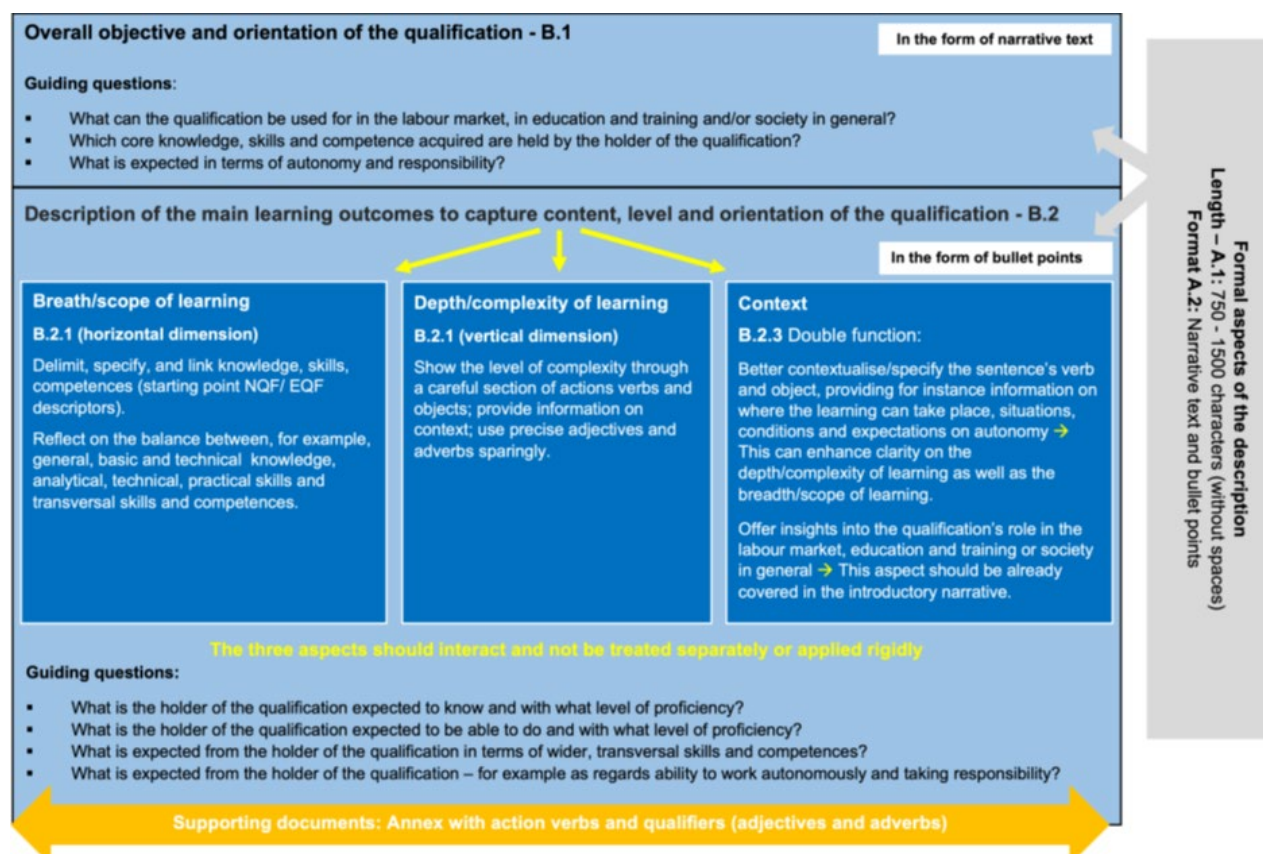 Overall objective and orientation of the qualification - B.1
In the form of narrative text
Guiding questions:
▪ What can the qualification be used for in the labour market, in education and training and/or society in general?
▪ Which core knowledge, skills and competence acquired are held by the holder of the qualification?
▪ What is expected in terms of autonomy and responsibility?
Description of the main learning outcomes to capture content, level and orientation of the qualification - B.2
In the form of bullet points
Breath/scope of learning
B.2.1 (horizontal dimension)
Delimit, specify, and link knowledge, skills,
competences (starting point NQF/ EQF
descriptors).
Reflect on the balance between, for example,
general, basic and technical knowledge,
analytical, technical, practical skills and
transversal skills and competences.
Depth/complexity of learning
B.2.1 (vertical dimension)
Show the level of complexity through
a careful section of actions verbs and
objects; provide information on
context; use precise adjectives and
adverbs sparingly.
Context
B.2.3 Double function:
Better contextualise/specify the sentence's verb
and object, providing for instance information on
where the learning can take place, situations,
conditions and expectations on autonomy →
This can enhance clarity on the
depth/complexity of learning as well as the
breadth/scope of learning.
Offer insights into the qualification's role in the
labour market, education and training or society
in general → This aspect should be already
covered in the introductory narrative.
The three aspects should interact and not be treated separately or applied rigidly
Guiding questions:
▪ What is the holder of the qualification expected to know and with what level of proficiency?
▪ What is the holder of the qualification expected to be able to do and with what level of proficiency?
▪ What is expected from the holder of the qualification in terms of wider, transversal skills and competences?
▪ What is expected from the holder of the qualification – for example as regards ability to work autonomously and taking responsibility?
Supporting documents: Annex with action verbs and qualifiers (adjectives and adverbs)
Formal aspects of the description
Length – A.1: 750 - 1500 characters (without spaces)
Format A.2: Narrative text and bullet points